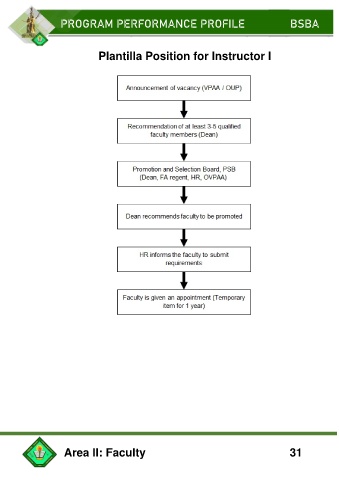 PROGRAM PERFORMANCE PROFILE BSBA
Plantilla Position for Instructor I
Announcement of vacancy (VPAA / OUP)
Recommendation of at least 3-5 qualified
faculty members (Dean)
Promotion and Selection Board, PSB
(Dean, FA regent, HR, OVPAA)
Dean recommends faculty to be promoted
HR informs the faculty to submit
requirements
Faculty is given an appointment (Temporary
item for 1 year)
Area II: Faculty 31